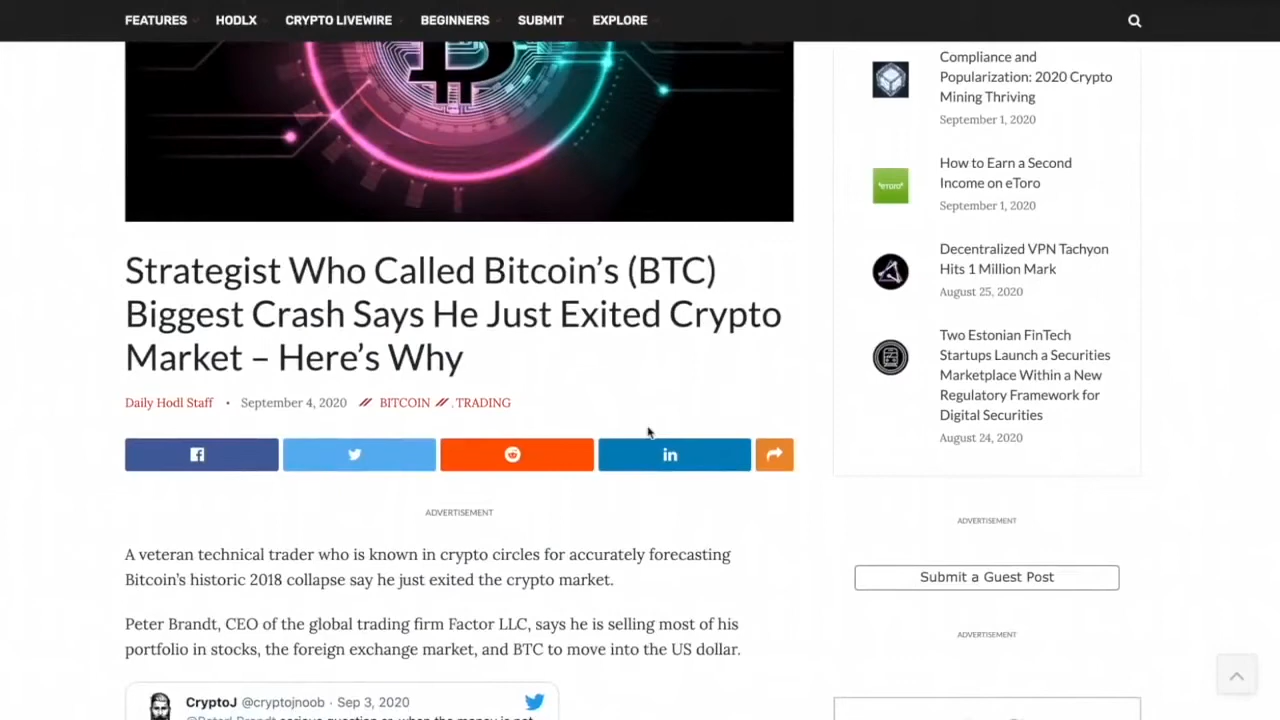 FEATURES HODLX CRYPTO LIVEWIRE BEGINNERS SUBMIT EXPLORE
Strategist Who Called Bitcoin's (BTC)
Biggest Crash Says He Just Exited Crypto
Market – Here's Why
Daily Hodl Staff • September 4, 2020 // BITCOIN // , TRADING
ADVERTISEMENT
A veteran technical trader who is known in crypto circles for accurately forecasting
Bitcoin's historic 2018 collapse say he just exited the crypto market.
Peter Brandt, CEO of the global trading firm Factor LLC, says he is selling most of his
portfolio in stocks, the foreign exchange market, and BTC to move into the US dollar.
CryptoJ @cryptojnoob · Sep 3, 2020
Compliance and
Popularization: 2020 Crypto
Mining Thriving
September 1, 2020
eToro
How to Earn a Second
Income on eToro
September 1, 2020
Decentralized VPN Tachyon
Hits 1 Million Mark
August 25, 2020
Two Estonian FinTech
Startups Launch a Securities
Marketplace Within a New
Regulatory Framework for
Digital Securities
August 24, 2020
ADVERTISEMENT
Submit a Guest Post
ADVERTISEMENT